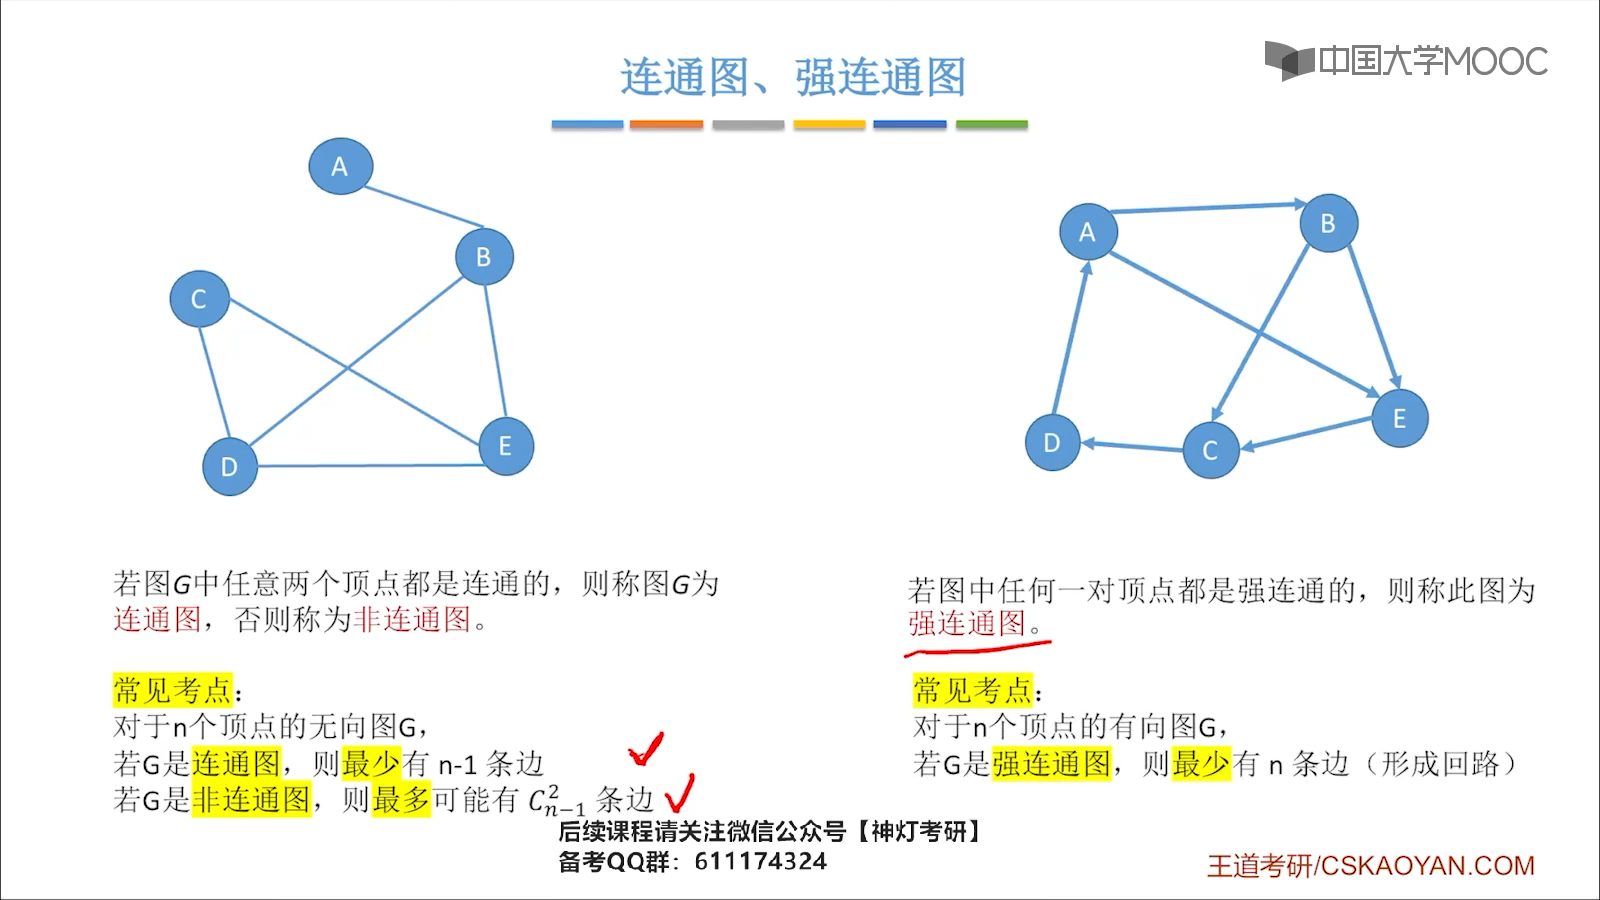 连通图、强连通图
中国大学MOOC
A
B
C
D
E
A
B
C
D
E
若图G中任意两个顶点都是连通的，则称图G为
连通图，否则称为非连通图。
常见考点：
对于n个顶点的无向图G，
若G是连通图，则最少有 n-1 条边
若G是非连通图，则最多可能有 $C_{n-1}^2$ 条边
若图中任何一对顶点都是强连通的，则称此图为
强连通图。
常见考点：
对于n个顶点的有向图G，
若G是强连通图，则最少有 n 条边（形成回路）
后续课程请关注微信公众号【神灯考研】
备考QQ群：611174324
王道考研/CSKAOYAN.COM